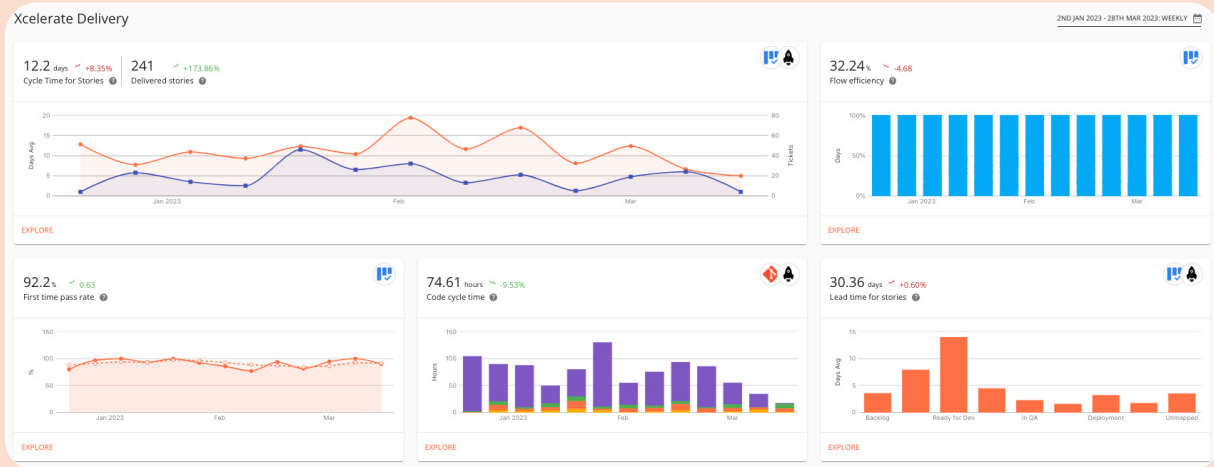 Xcelerate Delivery
2ND JAN 2023 - 28TH MAR 2023: WEEKLY
12.2 days +8.35%
Cycle Time for Stories ?
241 +173.86%
Delivered stories ?
20
15
10
5
0
Days Avg
80
60
40
20
0
Tickets
Jan 2023 Feb Mar
EXPLORE
32.24 % -4.68
Flow efficiency ?
100%
50%
0%
Days
Jan 2023 Feb Mar
EXPLORE
92.2 % 0.63
First time pass rate ?
150
100
50
0
%
Jan 2023 Feb Mar
EXPLORE
74.61 hours -9.53%
Code cycle time ?
150
100
50
0
Hours
Jan 2023 Feb Mar
EXPLORE
30.36 days +0.60%
Lead time for stories ?
15
10
5
0
Days Avg
Backlog Ready for Dev In QA Deployment Unmapped
EXPLORE